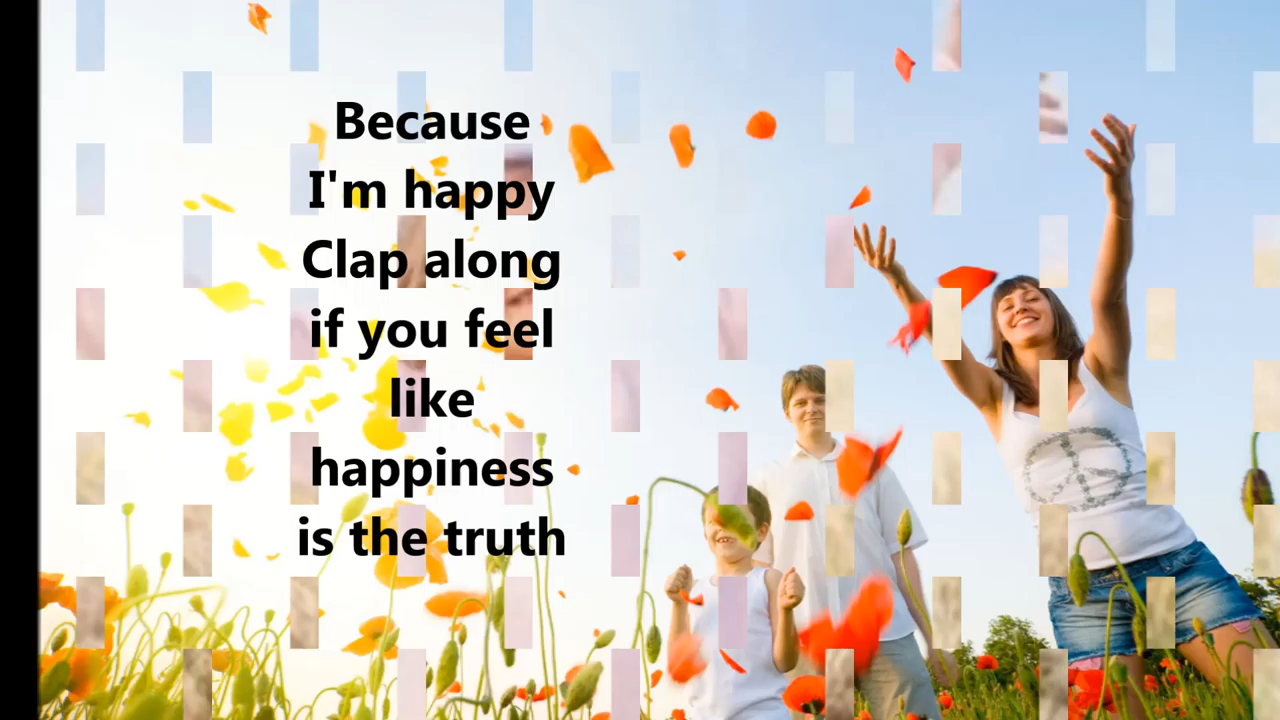 Because
I'm happy
Clap along
if you feel
like
happiness
is the truth